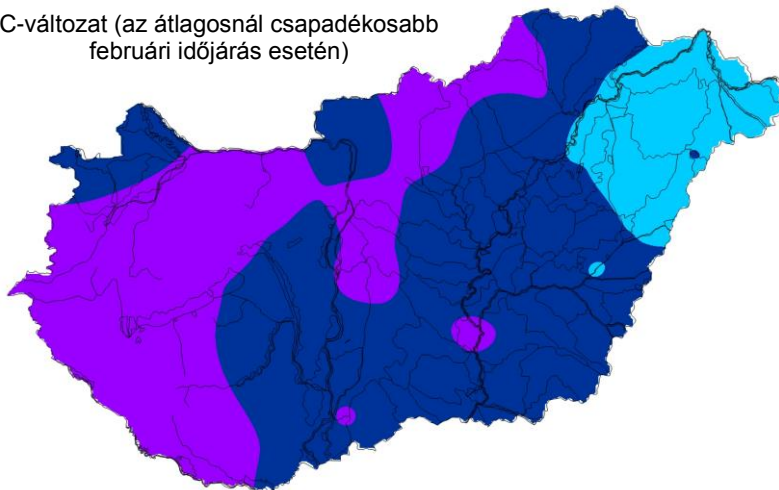 C-változat (az átlagosnál csapadékosabb
februári időjárás esetén)